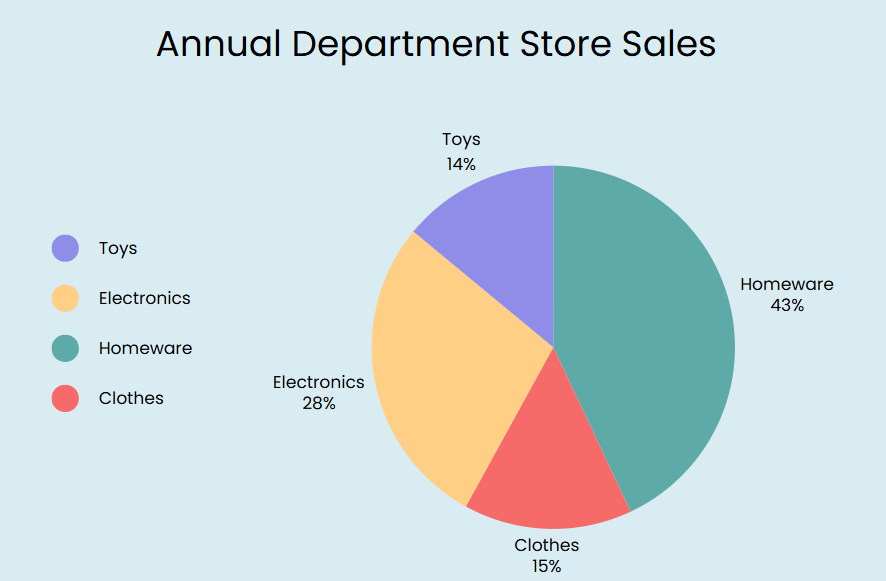 Annual Department Store Sales
Toys
14%
Toys
Electronics
Homeware
Clothes
Homeware
43%
Electronics
28%
Clothes
15%